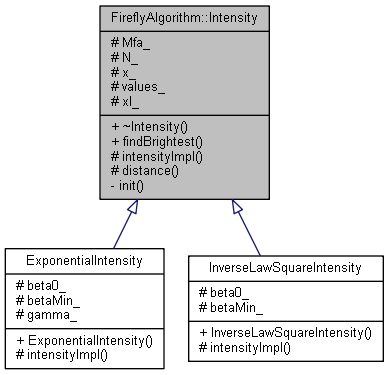 FireflyAlgorithm::Intensity
# Mfa_
# N_
# x_
# values_
# xI_
+ ~Intensity()
+ findBrightest()
# intensityImpl()
# distance()
- init()
ExponentialIntensity
# beta0_
# betaMin_
# gamma_
+ ExponentialIntensity()
# intensityImpl()
InverseLawSquareIntensity
# beta0_
# betaMin_
+ InverseLawSquareIntensity()
# intensityImpl()